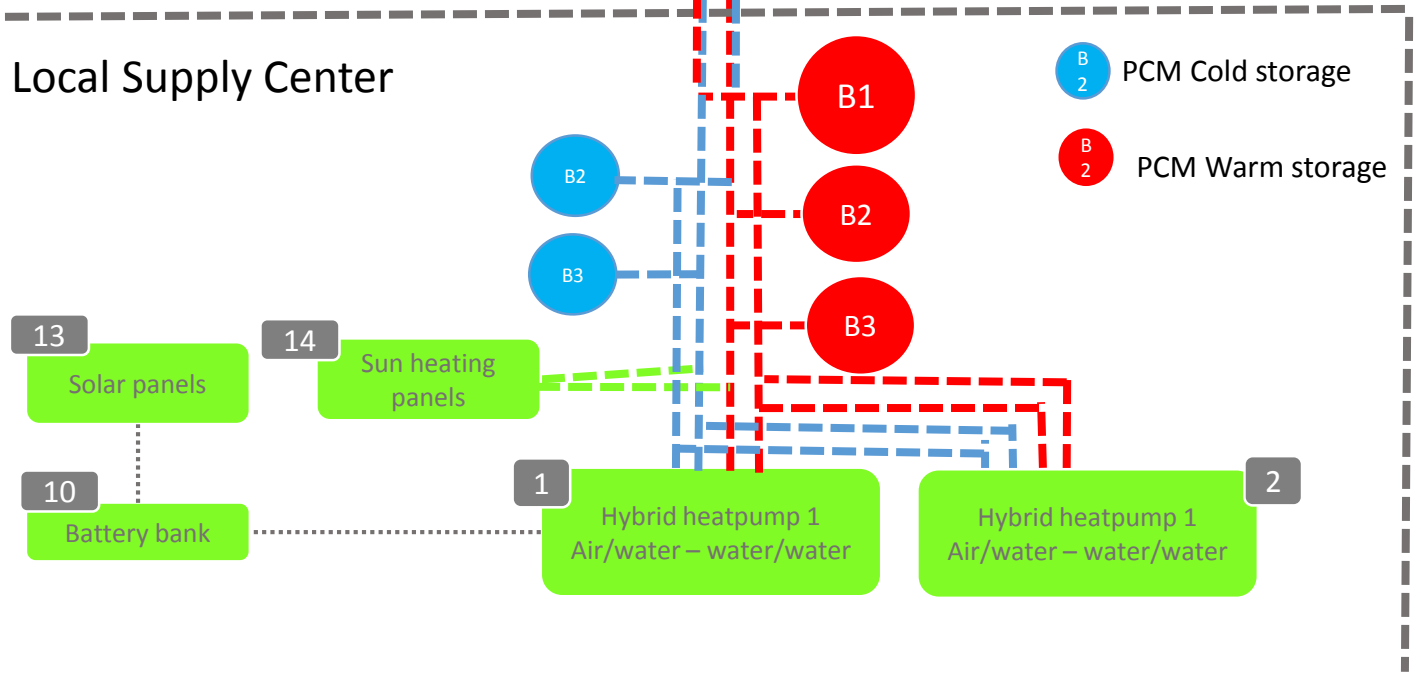 Local Supply Center
B
2
PCM Cold storage
B
2
PCM Warm storage
B1
B2
B2
B3
B3
13
Solar panels
14
Sun heating
panels
10
Battery bank
1
Hybrid heatpump 1
Air/water – water/water
2
Hybrid heatpump 1
Air/water – water/water